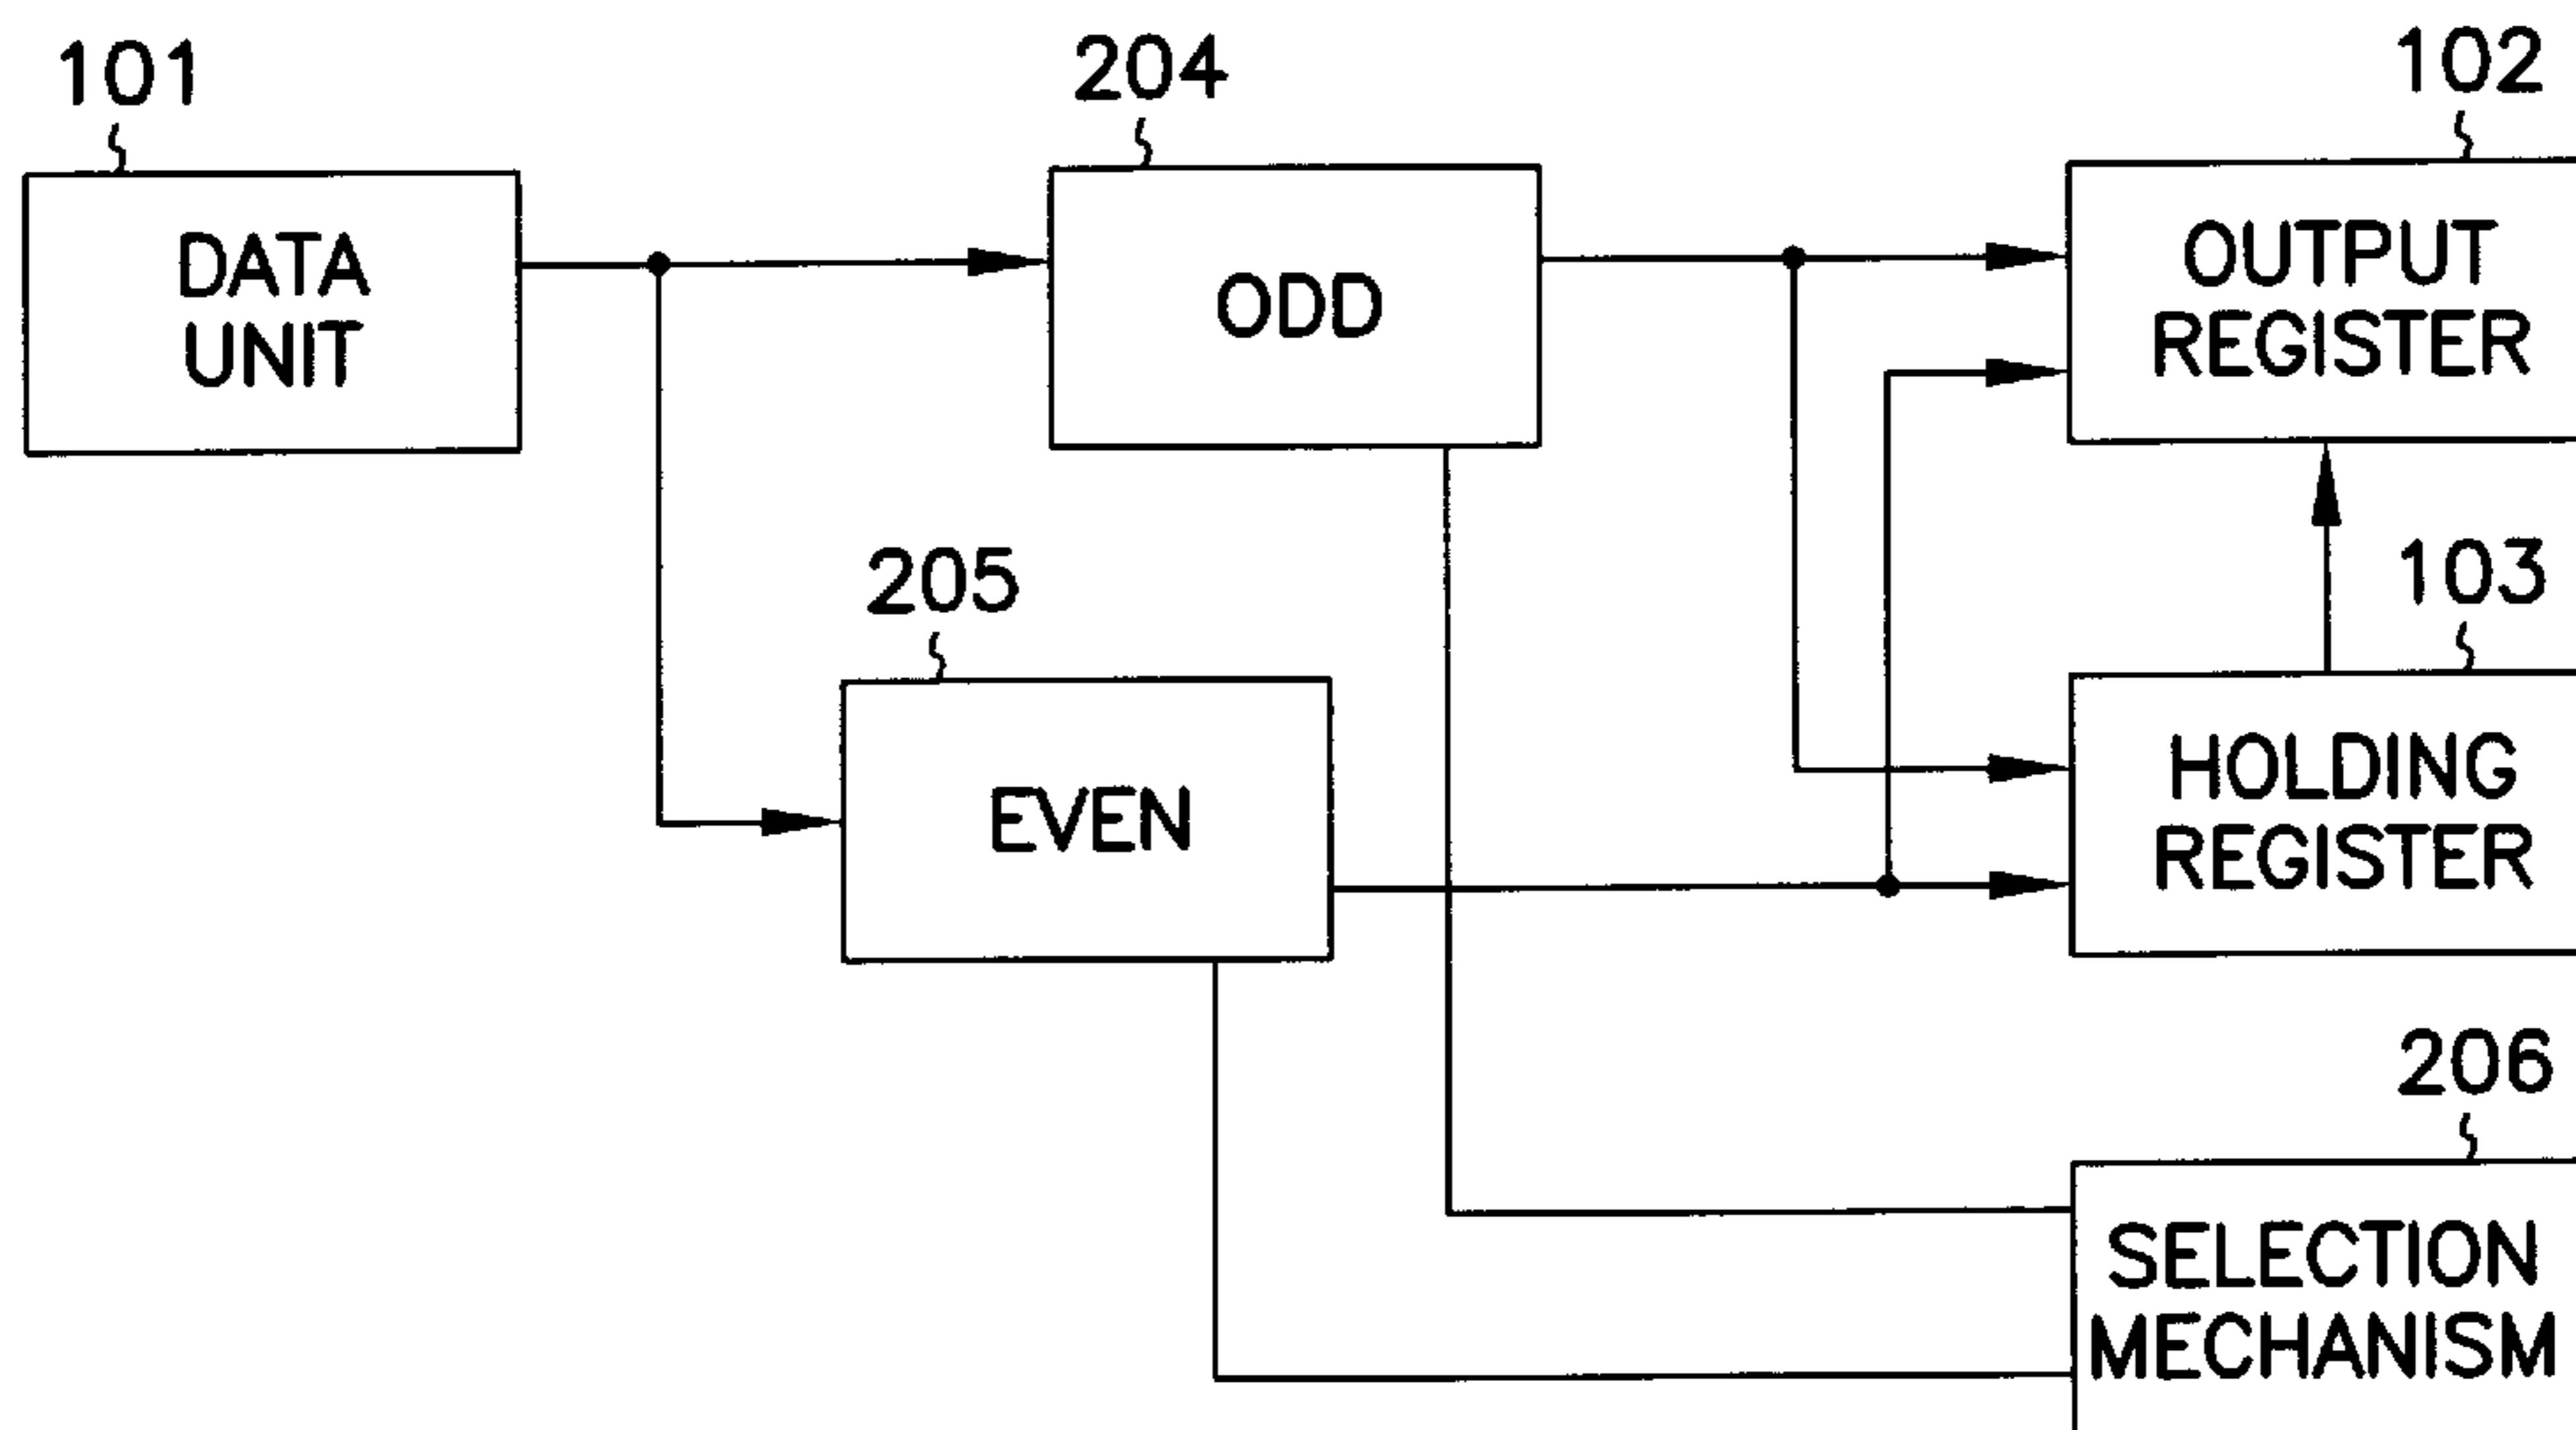 101
DATA
UNIT
204
ODD
102
OUTPUT
REGISTER
205
EVEN
103
HOLDING
REGISTER
206
SELECTION
MECHANISM